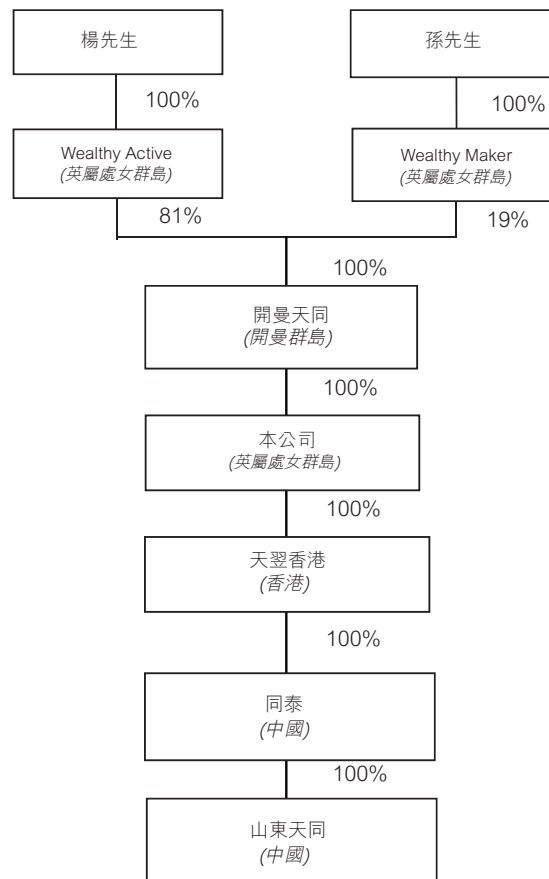 楊先生
孫先生
100%
100%
Wealthy Active
(英屬處女群島)
Wealthy Maker
(英屬處女群島)
81%
19%
100%
開曼天同
(開曼群島)
100%
本公司
(英屬處女群島)
100%
天翌香港
(香港)
100%
同泰
(中國)
100%
山東天同
(中國)